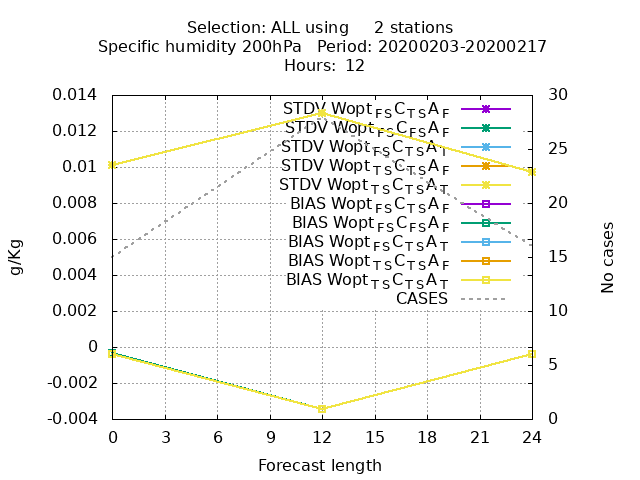 Selection: ALL using     2 stations
Specific humidity 200hPa   Period: 20200203-20200217
Hours: 12
0.014
0.012
0.01
0.008
0.006
0.004
0.002
0
-0.002
-0.004
g/Kg
30
25
20
15
10
5
0
No cases
STDV Wopt FS C TS A F
STDV Wopt FS C FS A F
STDV Wopt FS C TS A T
STDV Wopt TS C TS A F
STDV Wopt TS C TS A T
BIAS Wopt FS C TS A F
BIAS Wopt FS C FS A F
BIAS Wopt FS C TS A T
BIAS Wopt TS C TS A F
BIAS Wopt TS C TS A T
CASES
0 3 6 9 12 15 18 21 24
Forecast length